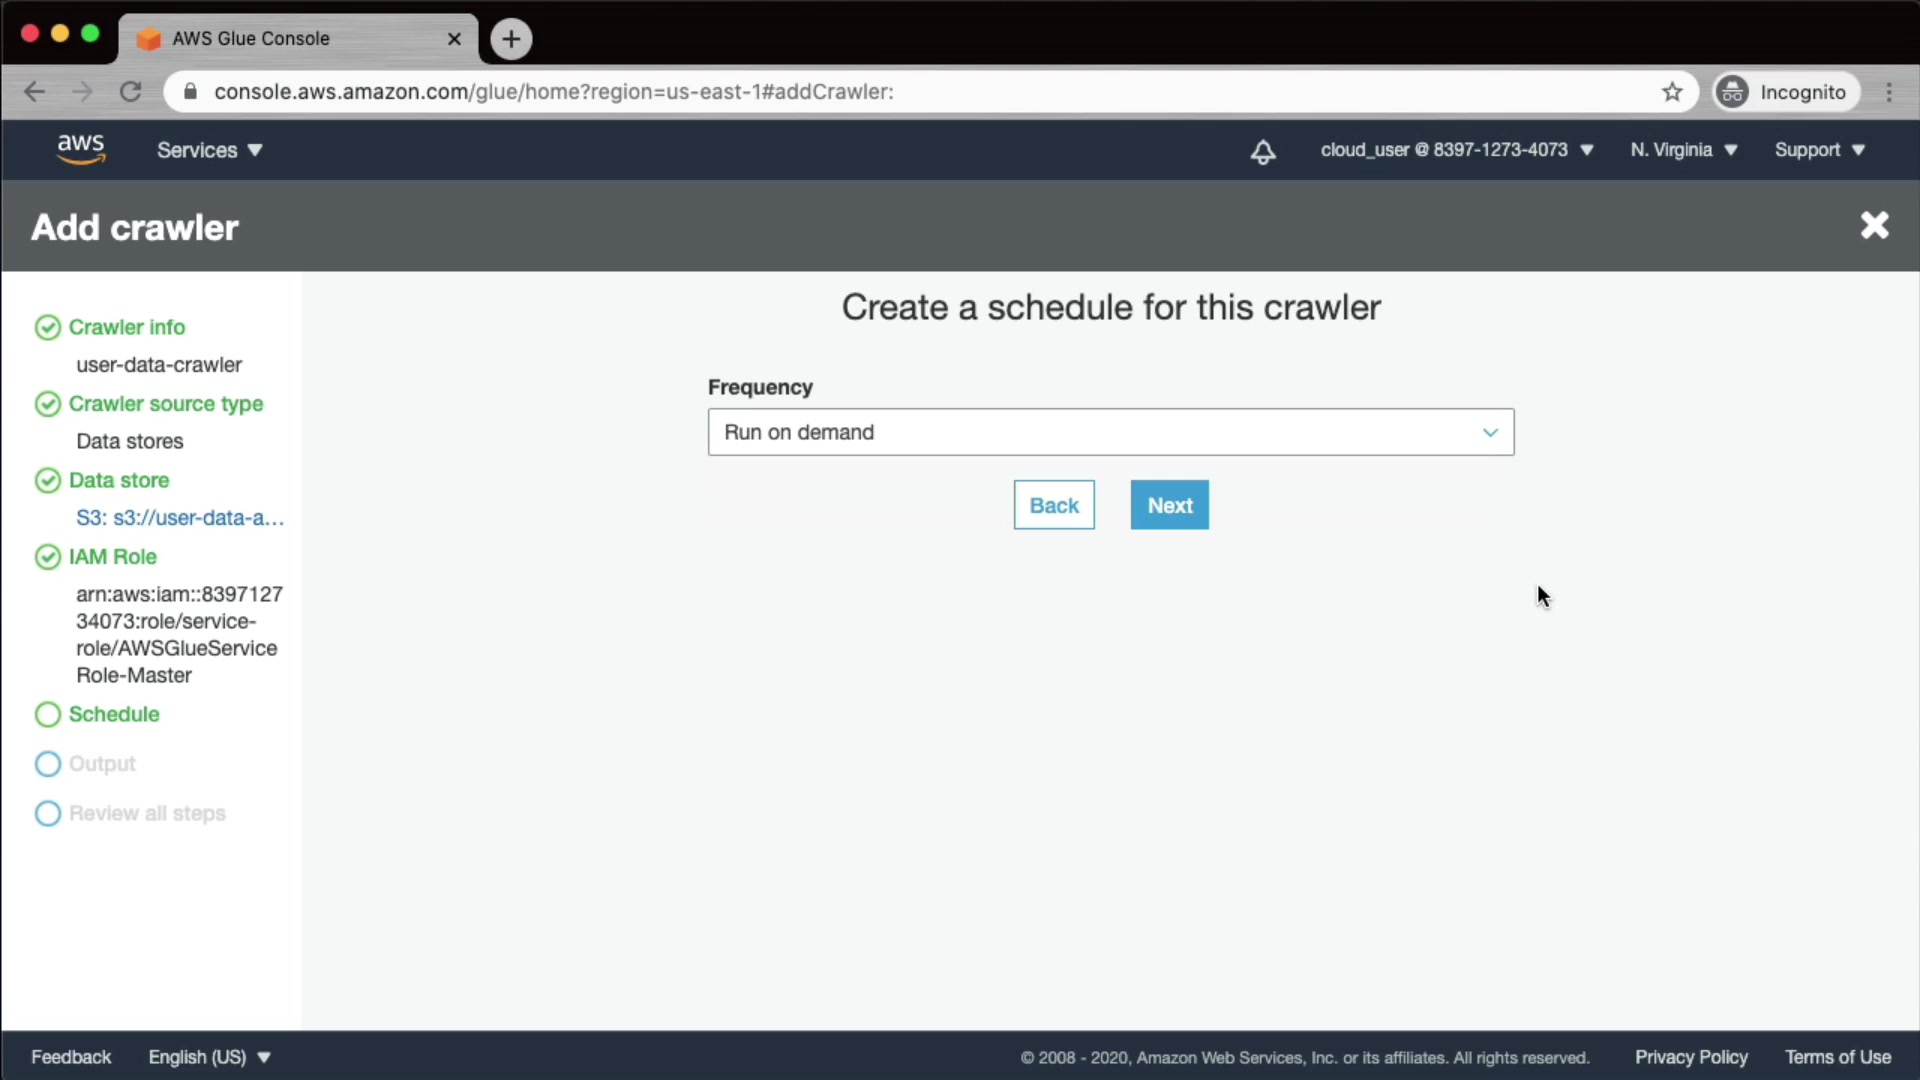 AWS Glue Console
console.aws.amazon.com/glue/home?region=us-east-1#addCrawler:
Incognito
aws
Services
cloud_user @ 8397-1273-4073
N. Virginia
Support
Add crawler
Crawler info
user-data-crawler
Crawler source type
Data stores
Data store
S3: s3://user-data-a...
IAM Role
arn:aws:iam::8397127
34073:role/service-
role/AWSGlueService
Role-Master
Schedule
Output
Review all steps
Create a schedule for this crawler
Frequency
Run on demand
Back
Next
Feedback
English (US)
© 2008 - 2020, Amazon Web Services, Inc. or its affiliates. All rights reserved.
Privacy Policy
Terms of Use